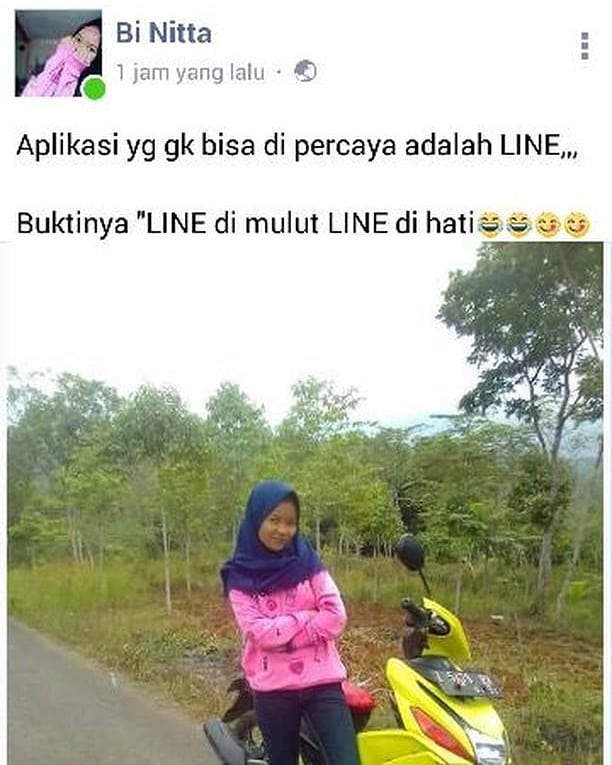 Bi Nitta
1 jam yang lalu ·
Aplikasi yg gk bisa di percaya adalah LINE,,,
Buktinya "LINE di mulut LINE di hati😂😂😋😋